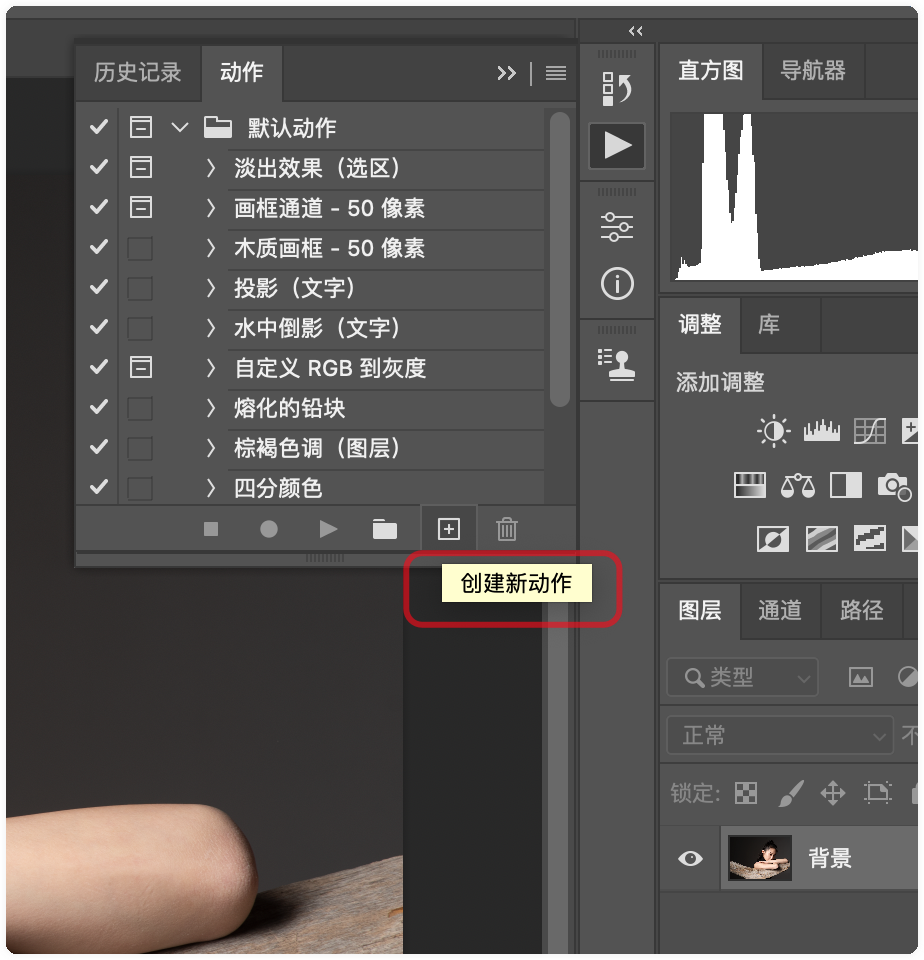 历史记录
动作
默认动作
淡出效果（选区）
画框通道 - 50 像素
木质画框 - 50 像素
投影（文字）
水中倒影（文字）
自定义 RGB 到灰度
熔化的铅块
棕褐色调（图层）
四分颜色
创建新动作
直方图
导航器
调整
库
添加调整
图层
通道
路径
类型
正常
不
锁定:
背景